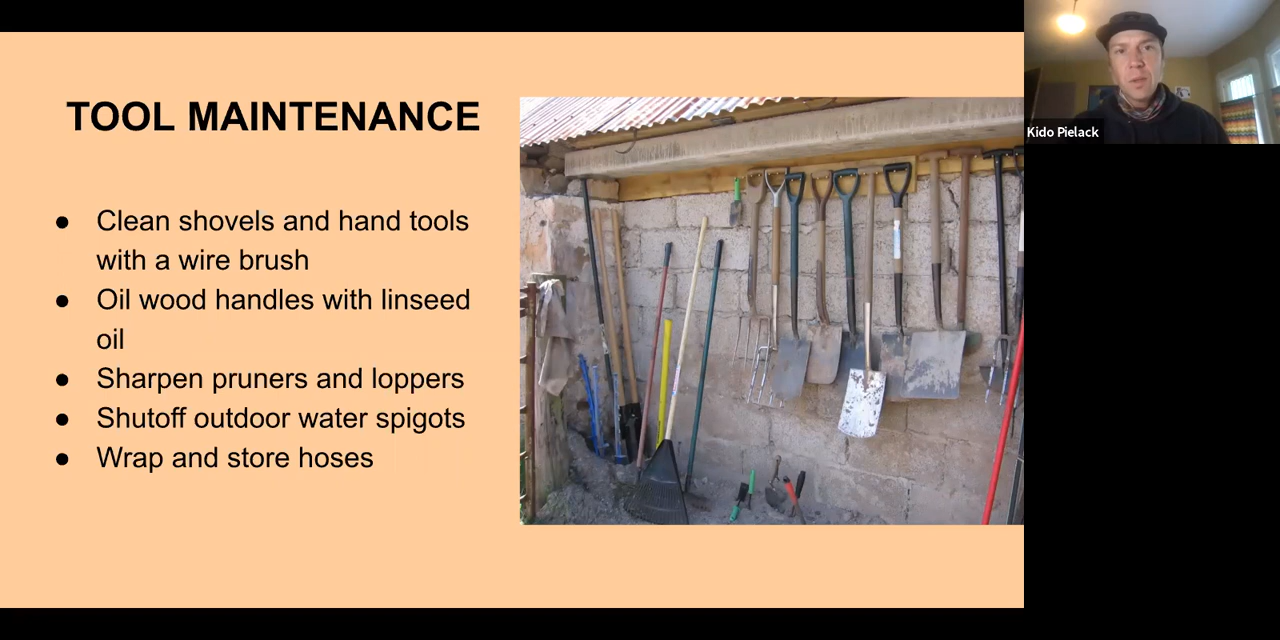 TOOL MAINTENANCE
● Clean shovels and hand tools
with a wire brush
● Oil wood handles with linseed
oil
● Sharpen pruners and loppers
● Shutoff outdoor water spigots
● Wrap and store hoses
Kido Pielack